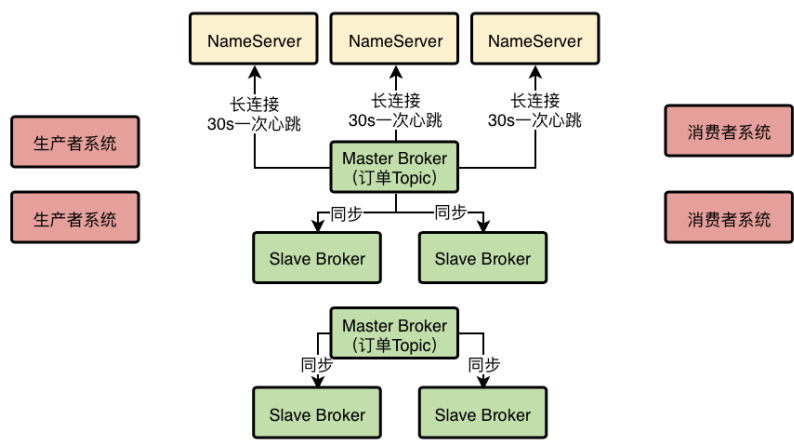 NameServer
NameServer
NameServer
长连接
30s一次心跳
长连接
30s一次心跳
长连接
30s一次心跳
生产者系统
生产者系统
Master Broker
（订单Topic）
消费者系统
消费者系统
同步
同步
Slave Broker
Slave Broker
Master Broker
（订单Topic）
同步
同步
Slave Broker
Slave Broker